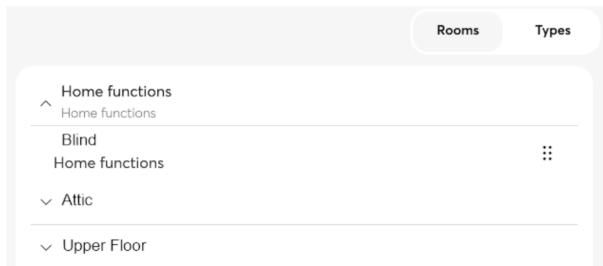 Rooms Types
Home functions
Home functions
Blind
Home functions
Attic
Upper Floor